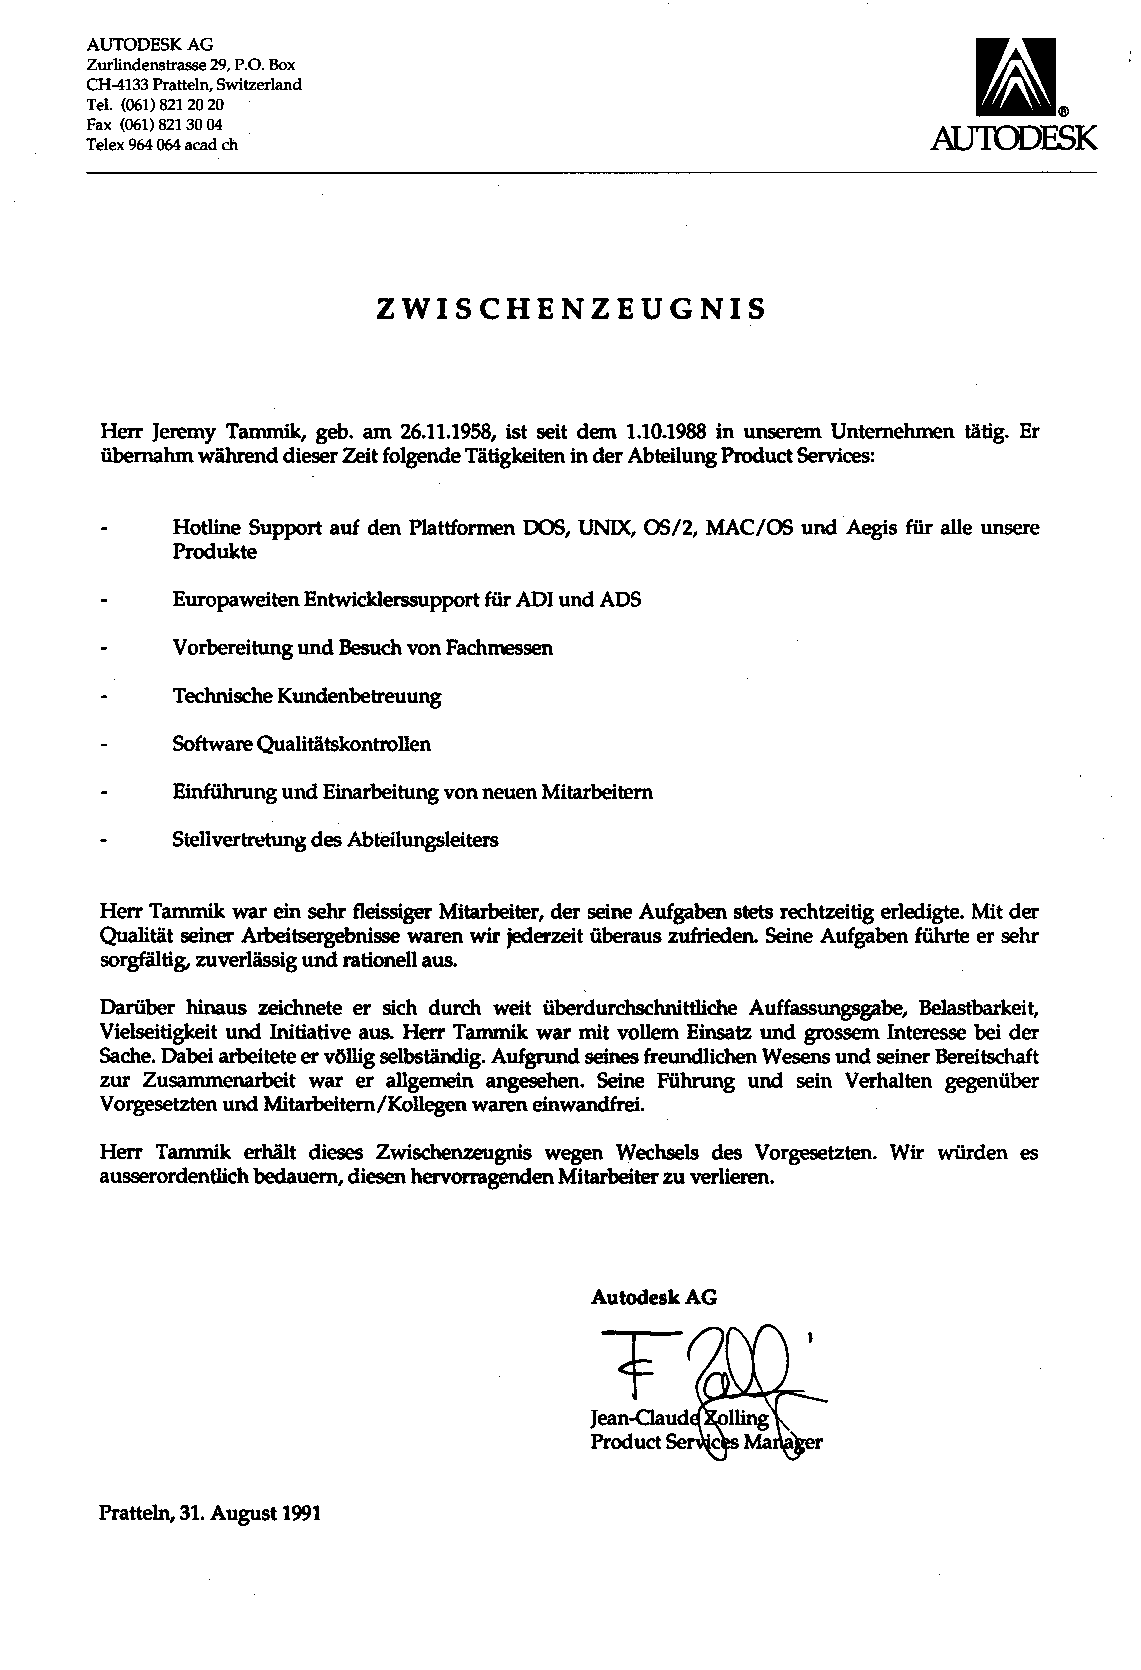 AUTODESK AG
Zurlindenstrasse 29, P.O. Box
CH-4133 Pratteln, Switzerland
Tel. (061) 821 20 20
Fax (061) 821 30 04
Telex 964 064 acad ch
®
AUTODESK
ZWISCHENZEUGNIS
Herr Jeremy Tammik, geb. am 26.11.1958, ist seit dem 1.10.1988 in unserem Unternehmen tätig. Er
übernahm während dieser Zeit folgende Tätigkeiten in der Abteilung Product Services:
- Hotline Support auf den Plattformen DOS, UNIX, OS/2, MAC/OS und Aegis für alle unsere
Produkte
- Europaweiten Entwicklerssupport für ADI und ADS
- Vorbereitung und Besuch von Fachmessen
- Technische Kundenbetreuung
- Software Qualitätskontrollen
- Einführung und Einarbeitung von neuen Mitarbeitern
- Stellvertretung des Abteilungsleiters
Herr Tammik war ein sehr fleissiger Mitarbeiter, der seine Aufgaben stets rechtzeitig erledigte. Mit der
Qualität seiner Arbeitsergebnisse waren wir jederzeit überaus zufrieden. Seine Aufgaben führte er sehr
sorgfältig, zuverlässig und rationell aus.
Darüber hinaus zeichnete er sich durch weit überdurchschnittliche Auffassungsgabe, Belastbarkeit,
Vielseitigkeit und Initiative aus. Herr Tammik war mit vollem Einsatz und grossem Interesse bei der
Sache. Dabei arbeitete er völlig selbständig. Aufgrund seines freundlichen Wesens und seiner Bereitschaft
zur Zusammenarbeit war er allgemein angesehen. Seine Führung und sein Verhalten gegenüber
Vorgesetzten und Mitarbeitern/Kollegen waren einwandfrei.
Herr Tammik erhält dieses Zwischenzeugnis wegen Wechsels des Vorgesetzten. Wir würden es
ausserordentlich bedauern, diesen hervorragenden Mitarbeiter zu verlieren.
Autodesk AG
Jean-Claude Zolling
Product Services Manager
Pratteln, 31. August 1991